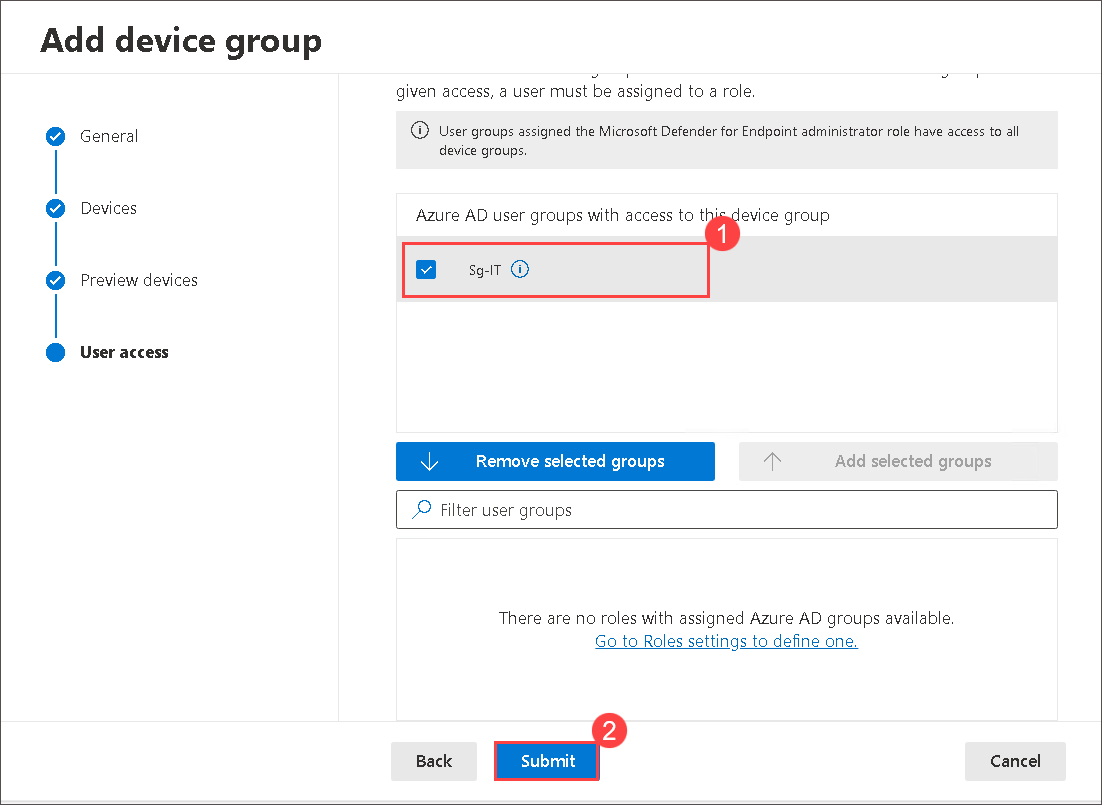 Add device group
General
Devices
Preview devices
User access
given access, a user must be assigned to a role.
User groups assigned the Microsoft Defender for Endpoint administrator role have access to all
device groups.
Azure AD user groups with access to this device group
1
Sg-IT
Remove selected groups
Add selected groups
Filter user groups
There are no roles with assigned Azure AD groups available.
Go to Roles settings to define one.
2
Back
Submit
Cancel